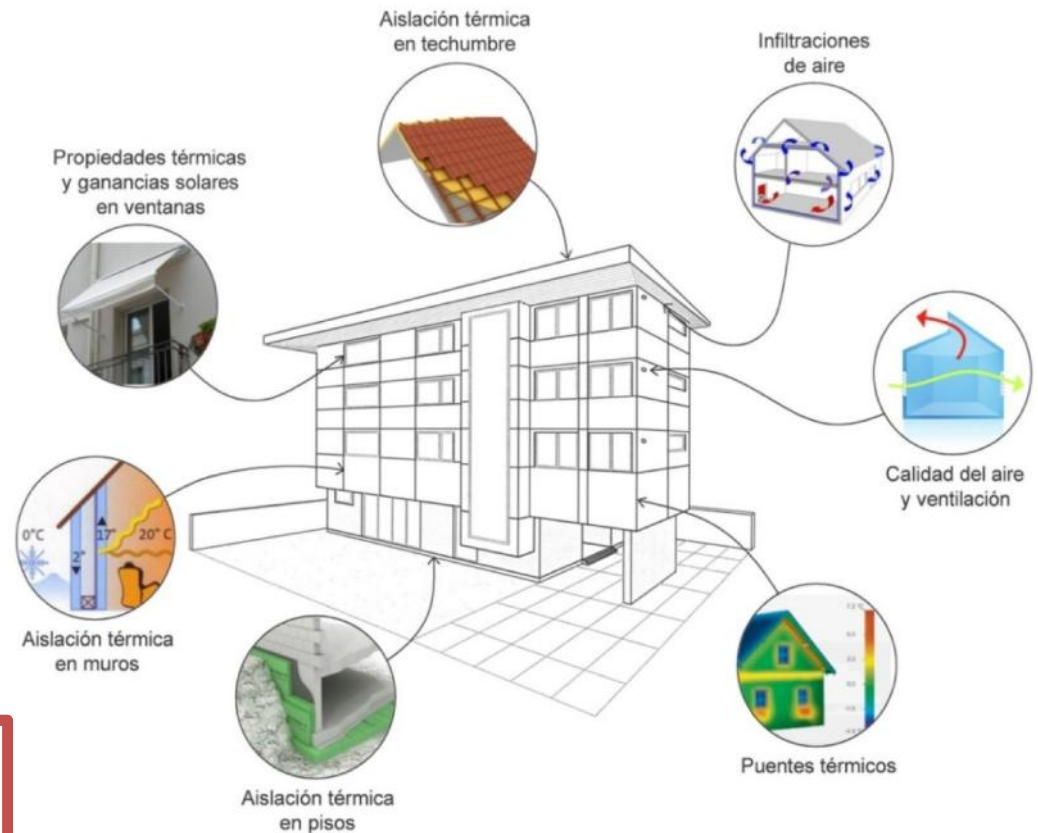 Aislación térmica
en techumbre
Infiltraciones
de aire
Propiedades térmicas
y ganancias solares
en ventanas
Calidad del aire
y ventilación
0°C
2°
17°
20° C
Aislación térmica
en muros
Puentes térmicos
Aislación térmica
en pisos